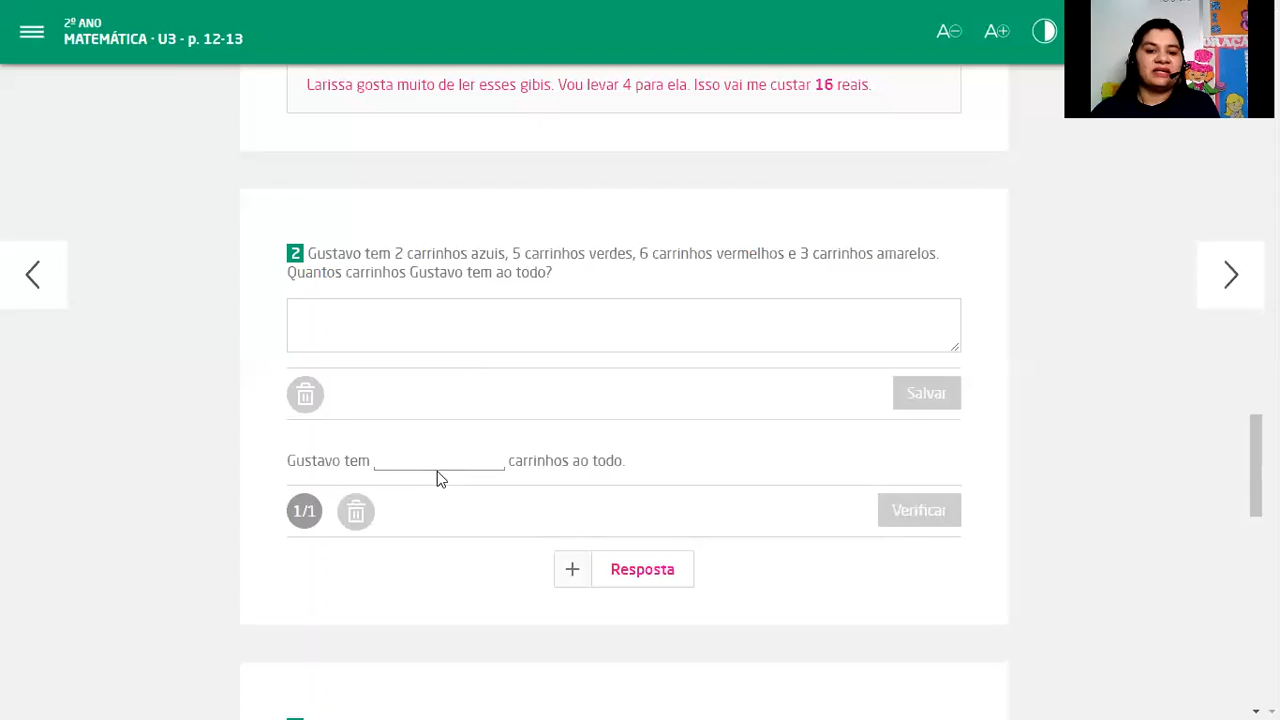 2º ANO
MATEMÁTICA · U3 - p. 12-13
A- A+
Larissa gosta muito de ler esses gibis. Vou levar 4 para ela. Isso vai me custar 16 reais.
2 Gustavo tem 2 carrinhos azuis, 5 carrinhos verdes, 6 carrinhos vermelhos e 3 carrinhos amarelos.
Quantos carrinhos Gustavo tem ao todo?
Salvar
Gustavo tem ______ carrinhos ao todo.
1/1 Verificar
+ Resposta